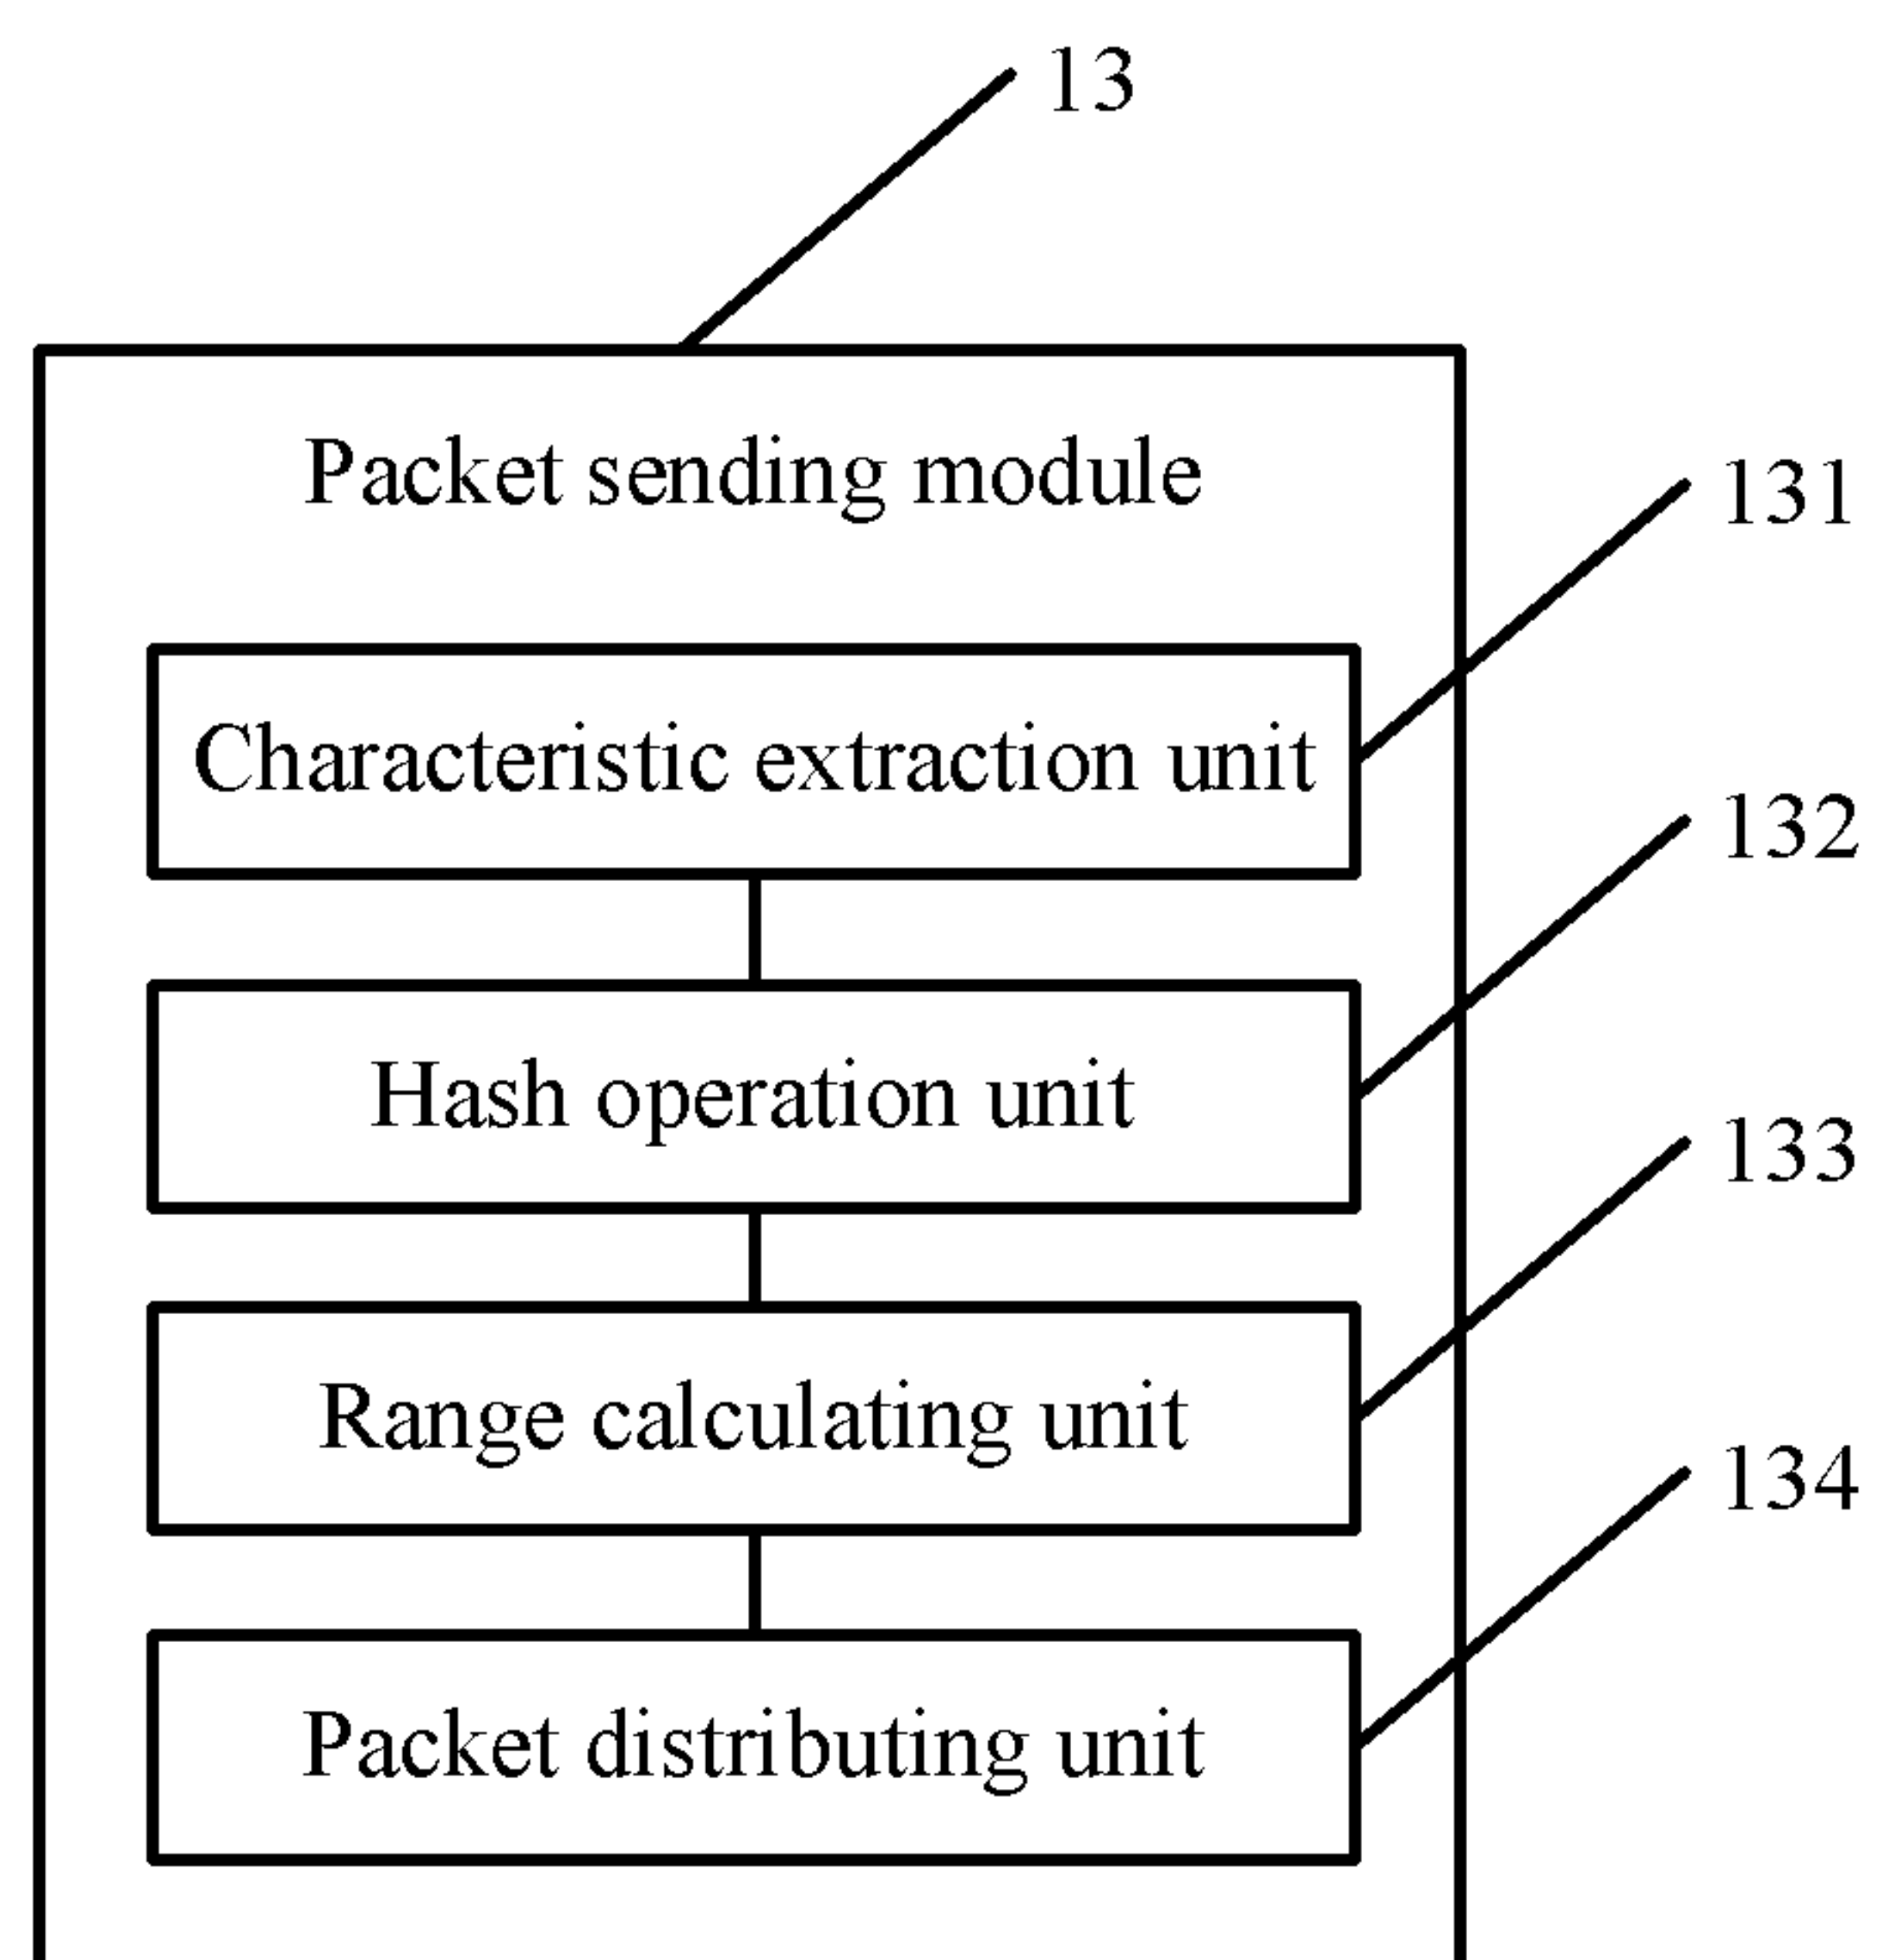 13
Packet sending module
131
Characteristic extraction unit
132
Hash operation unit
133
Range calculating unit
134
Packet distributing unit